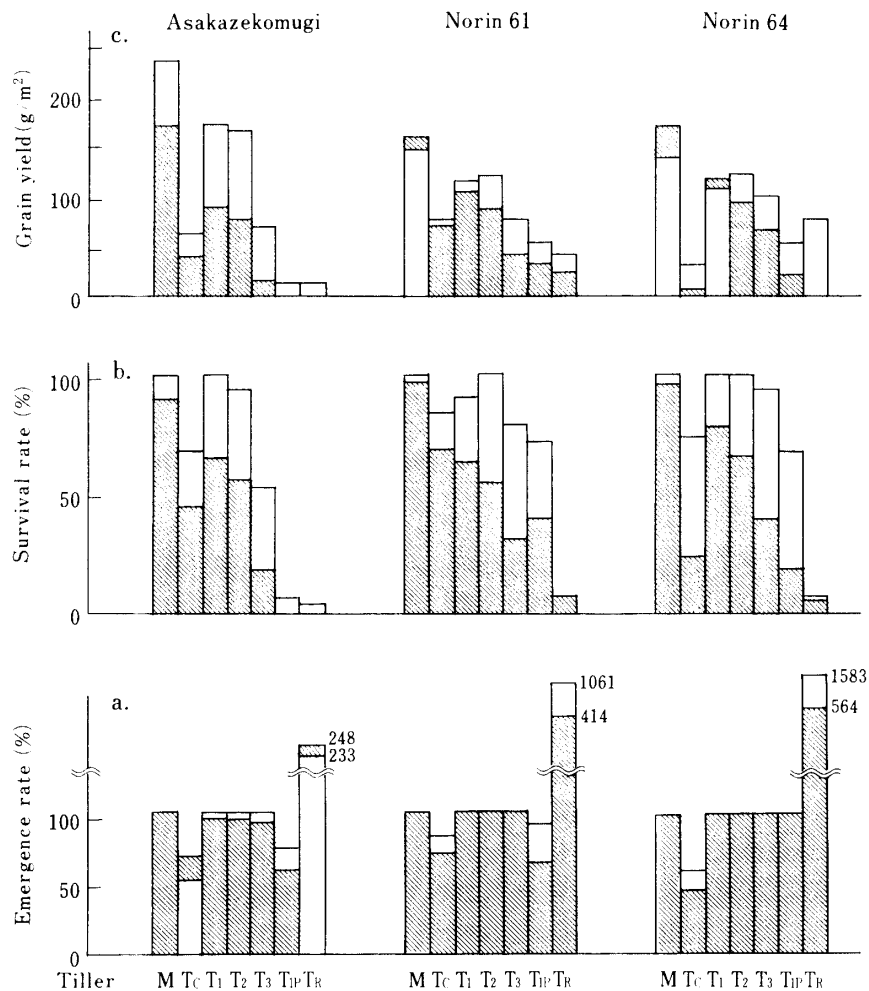 Asakazekomugi Norin 61 Norin 64
c.
Grain yield (g/m²)
200
100
0
b.
Survival rate (%)
100
50
0
a.
Emergence rate (%)
248
233
1061
414
1583
564
100
50
0
Tiller M TC T1 T2 T3 T1P TR M TC T1 T2 T3 T1P TR M TC T1 T2 T3 T1P TR